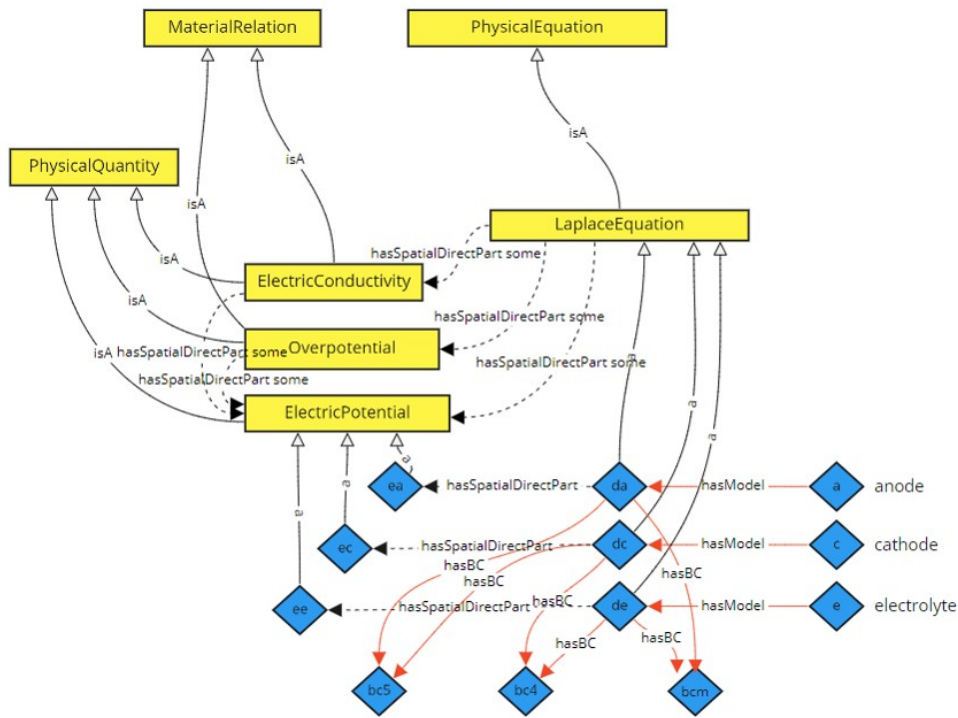 MaterialRelation
PhysicalEquation
isA
isA
PhysicalQuantity
isA
LaplaceEquation
hasSpatialDirectPart some
isA
ElectricConductivity
isA
hasSpatialDirectPart some
Overpotential
isA
hasSpatialDirectPart some
hasSpatialDirectPart some
a
hasSpatialDirectPart some
ElectricPotential
a
a
a
ea
hasSpatialDirectPart
da
hasModel
a
anode
a
a
ec
hasSpatialDirectPart
dc
hasModel
c
cathode
hasBC
hasBC
hasBC
ee
hasSpatialDirectPart
hasBC
de
hasModel
e
electrolyte
hasBC
hasBC
bc5
bc4
bcm